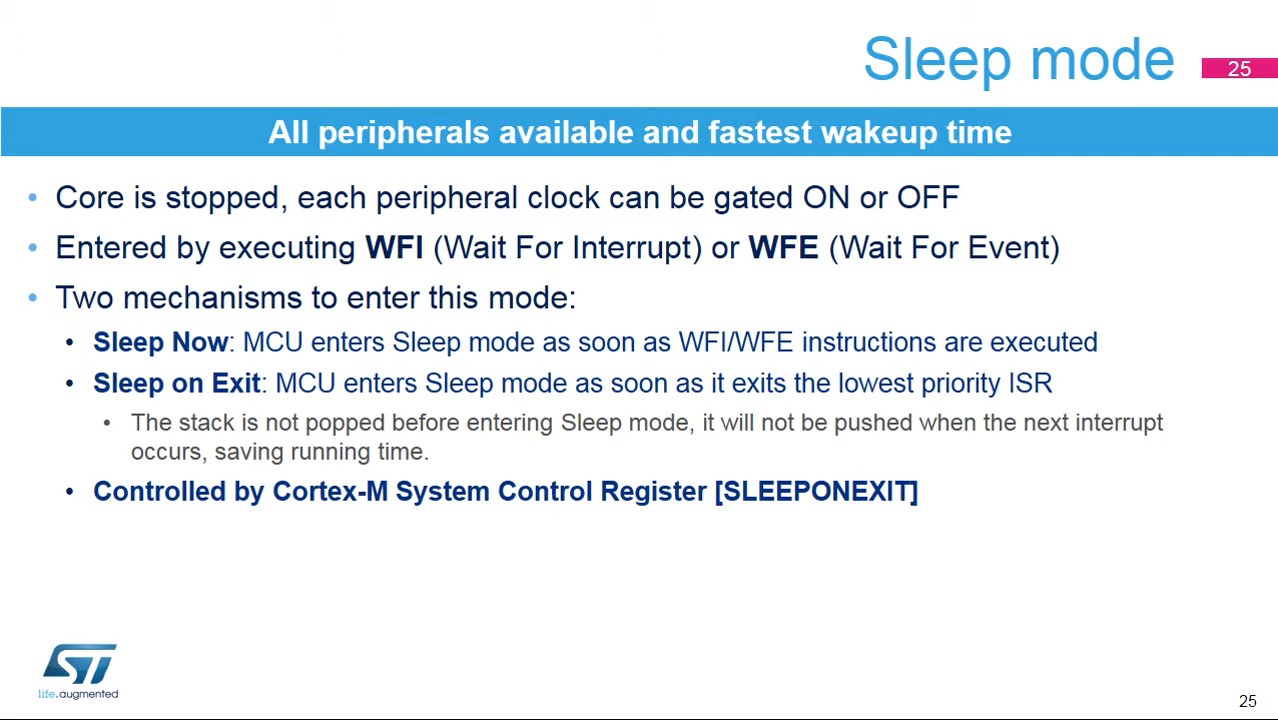 Sleep mode
25
All peripherals available and fastest wakeup time
• Core is stopped, each peripheral clock can be gated ON or OFF
• Entered by executing WFI (Wait For Interrupt) or WFE (Wait For Event)
• Two mechanisms to enter this mode:
• Sleep Now: MCU enters Sleep mode as soon as WFI/WFE instructions are executed
• Sleep on Exit: MCU enters Sleep mode as soon as it exits the lowest priority ISR
• The stack is not popped before entering Sleep mode, it will not be pushed when the next interrupt
occurs, saving running time.
• Controlled by Cortex-M System Control Register [SLEEPONEXIT]
ST
life.augmented
25